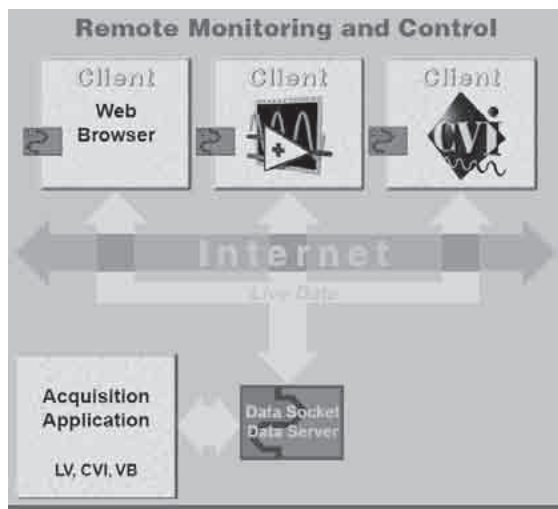 Remote Monitoring and Control
Client
Web
Browser
Client
Client
CVI
Internet
Live Data
Acquisition
Application
LV, CVI, VB
Data Socket
Data Server